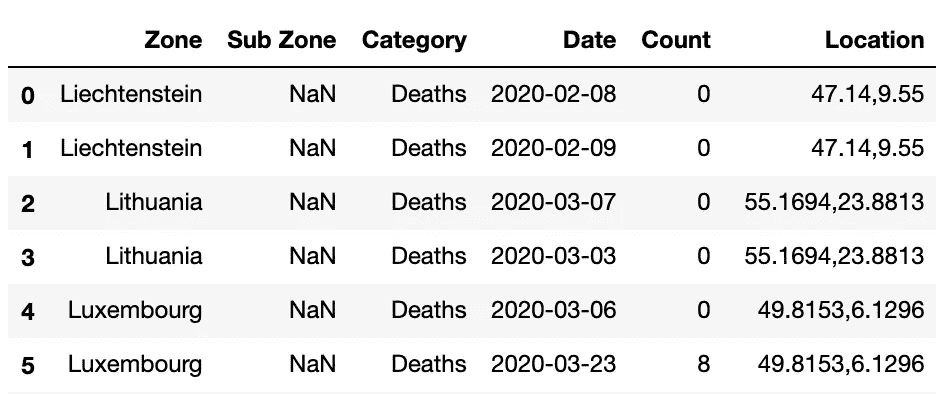 Zone Sub Zone Category Date Count Location
0 Liechtenstein NaN Deaths 2020-02-08 0 47.14,9.55
1 Liechtenstein NaN Deaths 2020-02-09 0 47.14,9.55
2 Lithuania NaN Deaths 2020-03-07 0 55.1694,23.8813
3 Lithuania NaN Deaths 2020-03-03 0 55.1694,23.8813
4 Luxembourg NaN Deaths 2020-03-06 0 49.8153,6.1296
5 Luxembourg NaN Deaths 2020-03-23 8 49.8153,6.1296